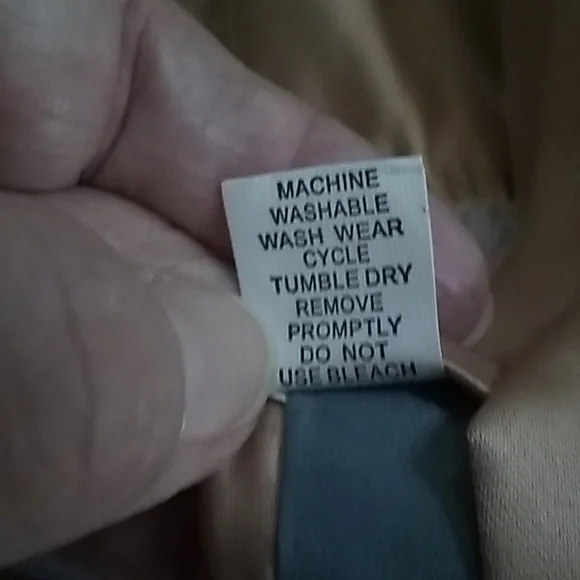 MACHINE
WASHABLE
WASH WEAR
CYCLE
TUMBLE DRY
REMOVE
PROMPTLY
DO NOT
USE BLEACH